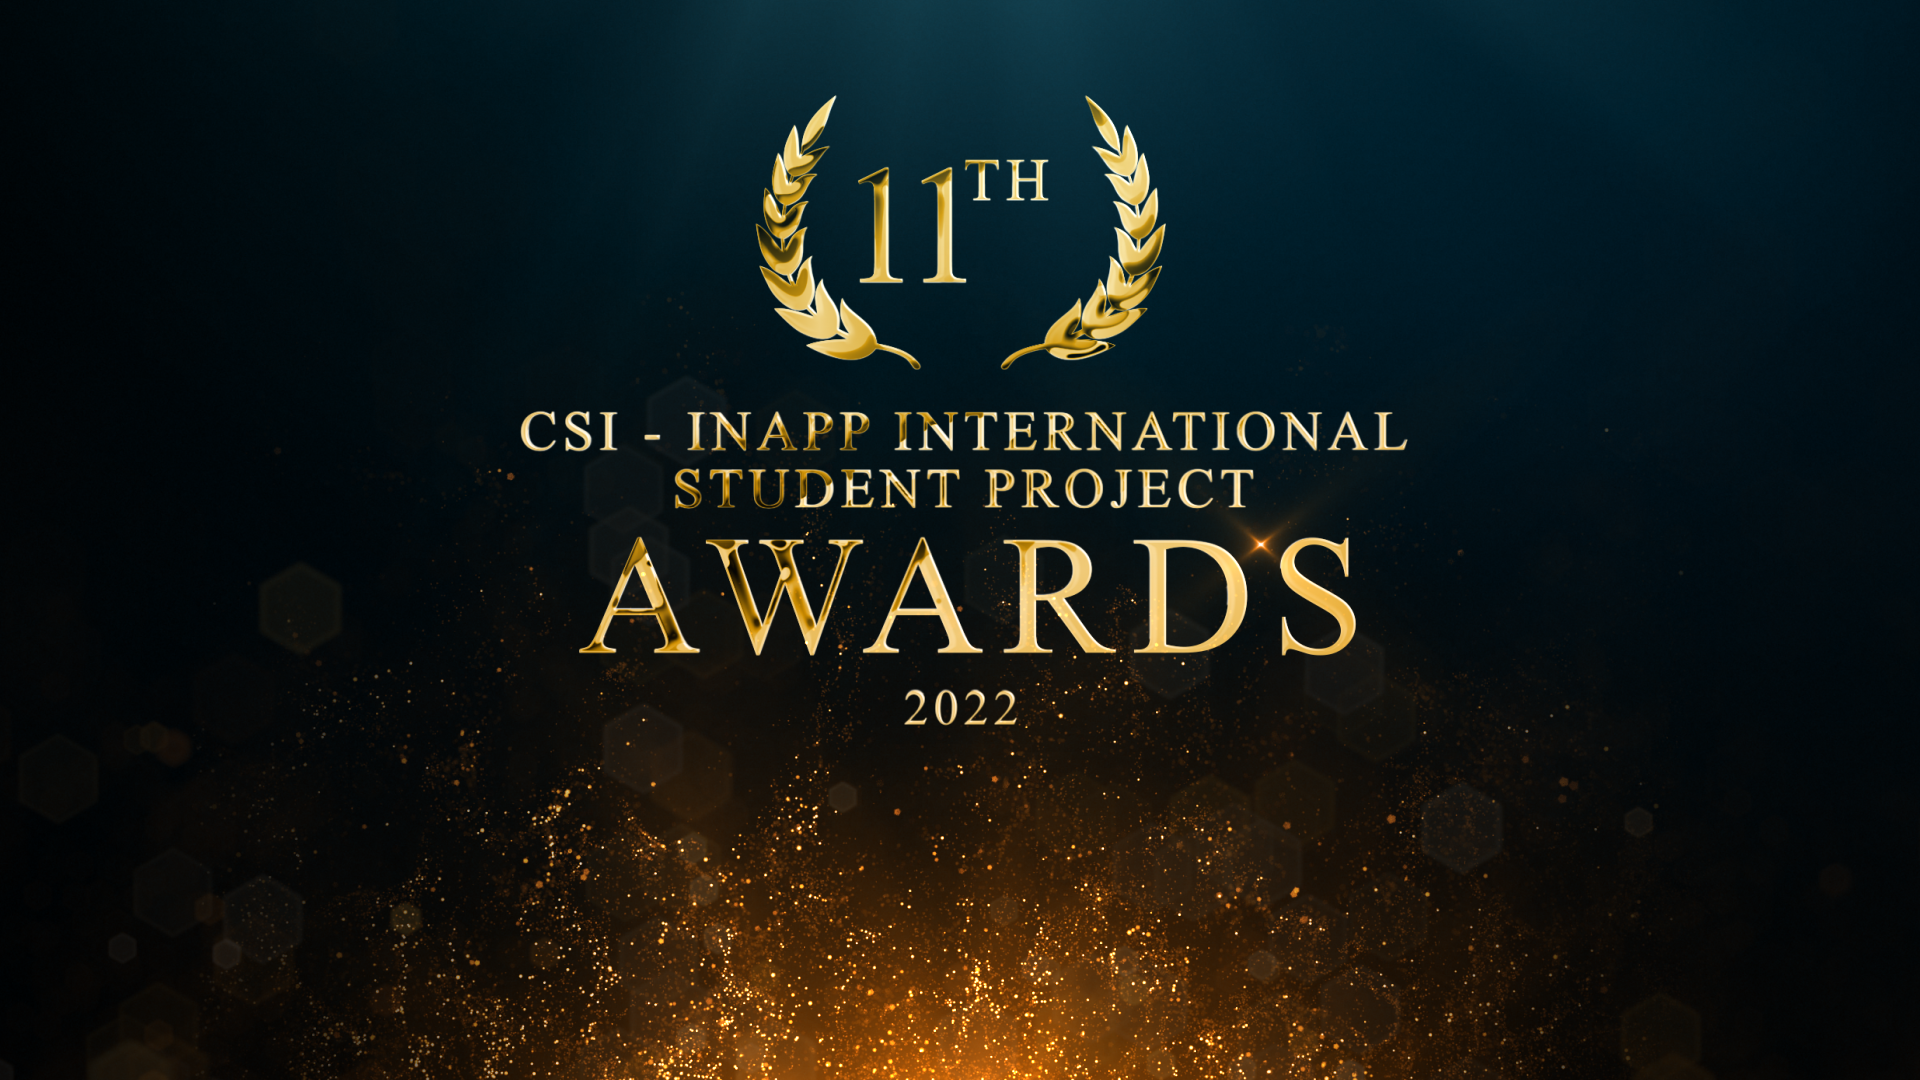 11TH
CSI - INAPP INTERNATIONAL
STUDENT PROJECT
AWARDS
2022